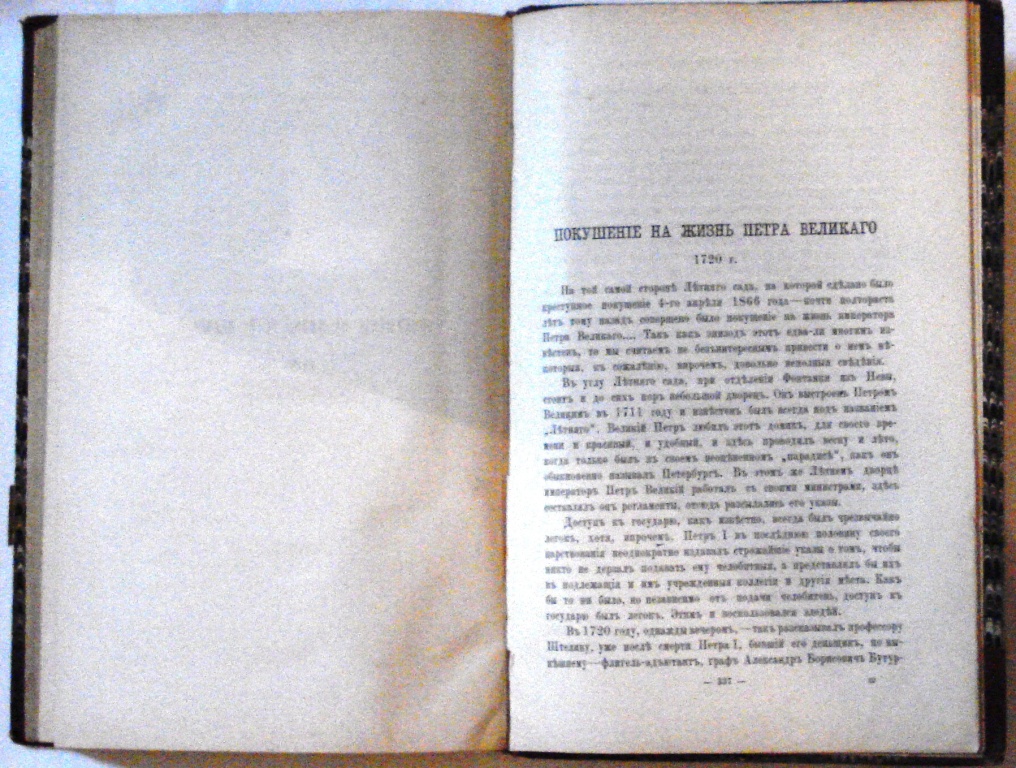 ПОКУШЕНІЕ НА ЖИЗНЬ ПЕТРА ВЕЛИКАГО
1720 г.
На той самой сторонѣ Лѣтняго сада, на которой сдѣлано было
преступное покушеніе 4-го апрѣля 1866 года—почти полтораста
лѣтъ тому назадъ совершено было покушеніе на жизнь императора
Петра Великаго.... Такъ какъ эпизодъ этотъ едва-ли многимъ из-
вѣстенъ, то мы считаемъ не безъинтереснымъ привести о немъ нѣ-
которыя, къ сожалѣнію, впрочемъ, довольно неполныя свѣдѣнія.
Въ углу Лѣтняго сада, при отдѣленіи Фонтанки изъ Невы,
стоитъ и до сихъ поръ небольшой дворецъ. Онъ выстроенъ Петромъ
Великимъ въ 1711 году и извѣстенъ былъ всегда подъ названіемъ
„Лѣтняго". Великій Петръ любилъ этотъ домикъ, для своего вре-
мени и красивый, и удобный, и здѣсь проводилъ весну и лѣто,
когда только былъ въ своемъ неоцѣненномъ „парадисѣ", какъ онъ
обыкновенно называлъ Петербургъ. Въ этомъ же Лѣтнемъ дворцѣ
императоръ Петръ Великій работалъ съ своими министрами, здѣсь
составлялъ онъ регламенты, отсюда разсылались его указы.
Доступъ къ государю, какъ извѣстно, всегда былъ чрезвычайно
легокъ, хотя, впрочемъ, Петръ I въ послѣднюю половину своего
царствованія неоднократно издавалъ строжайшіе указы о томъ, чтобы
никто не дерзалъ подавать ему челобитныя, а представлялъ бы ихъ
въ надлежащія и имъ учрежденныя коллегіи и другія мѣста. Какъ
бы то ни было, но независимо отъ подачи челобитенъ, доступъ къ
государю былъ легокъ. Этимъ и воспользовался злодѣй.
Въ 1720 году, однажды вечеромъ, —такъ разсказывалъ профессору
Штелину, уже послѣ смерти Петра I, бывшій его денщикъ, по ны-
нѣшнему—флигель-адъютантъ, графъ Александръ Борисовичъ Бутур-
— 337 —